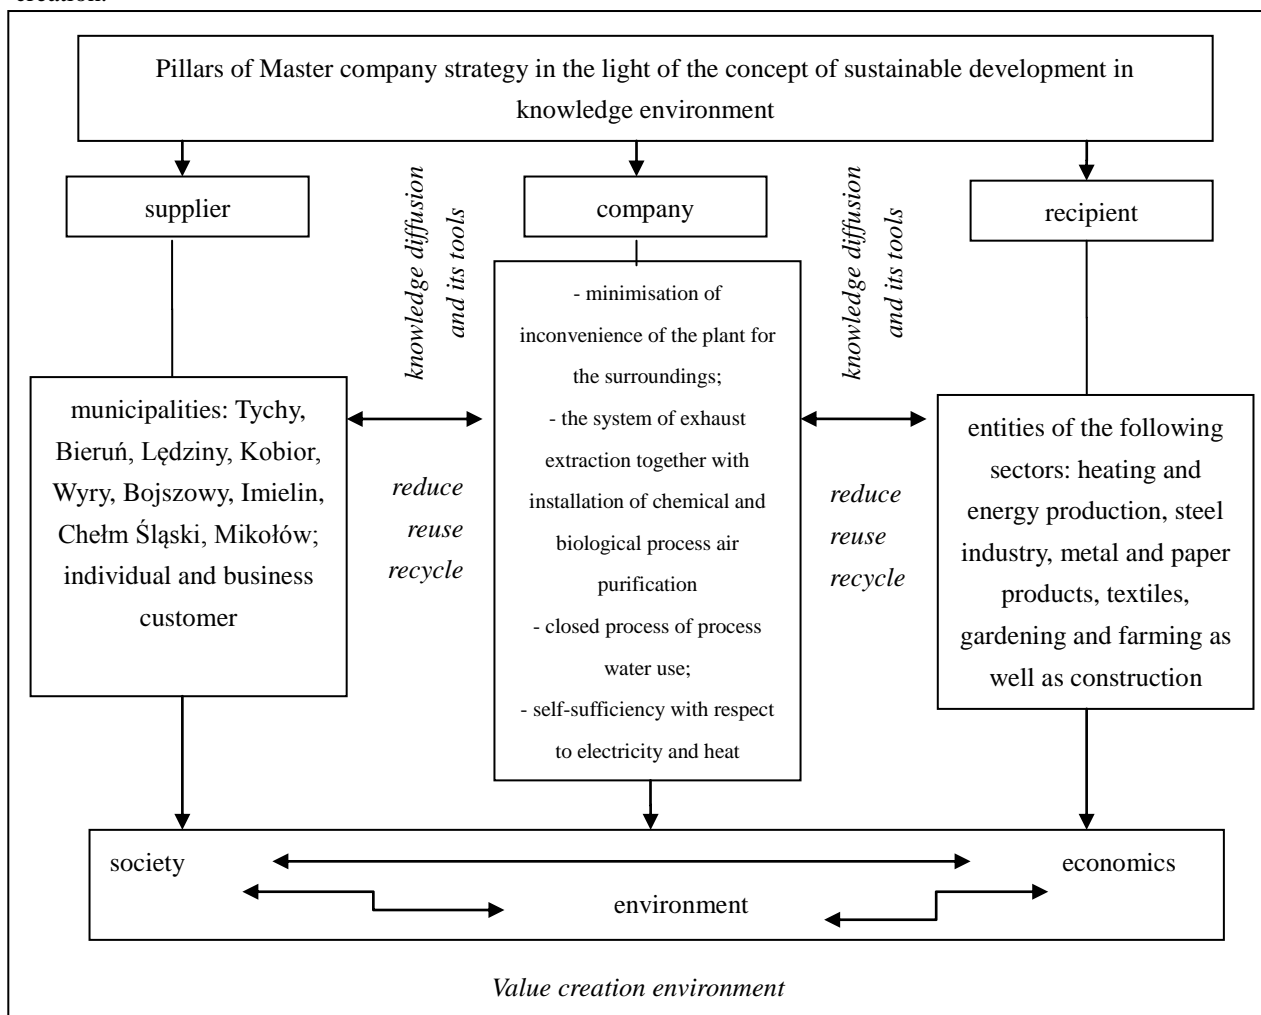 creation.
Pillars of Master company strategy in the light of the concept of sustainable development in
knowledge environment
supplier
company
recipient
knowledge diffusion
and its tools
knowledge diffusion
and its tools
municipalities: Tychy,
Bieruń, Lędziny, Kobior,
Wyry, Bojszowy, Imielin,
Chełm Śląski, Mikołów;
individual and business
customer
reduce
reuse
recycle
- minimisation of
inconvenience of the plant for
the surroundings;
- the system of exhaust
extraction together with
installation of chemical and
biological process air
purification
- closed process of process
water use;
- self-sufficiency with respect
to electricity and heat
reduce
reuse
recycle
entities of the following
sectors: heating and
energy production, steel
industry, metal and paper
products, textiles,
gardening and farming as
well as construction
society
economics
environment
Value creation environment